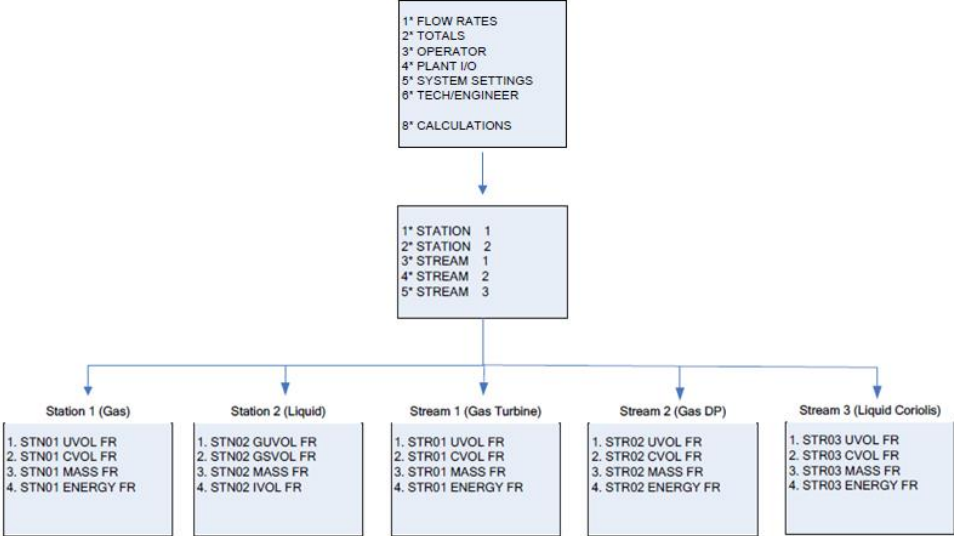 1* FLOW RATES
2* TOTALS
3* OPERATOR
4* PLANT I/O
5* SYSTEM SETTINGS
6* TECH/ENGINEER
8* CALCULATIONS
1* STATION 1
2* STATION 2
3* STREAM 1
4* STREAM 2
5* STREAM 3
Station 1 (Gas)
1. STN01 UVOL FR
2. STN01 CVOL FR
3. STN01 MASS FR
4. STN01 ENERGY FR
Station 2 (Liquid)
1. STN02 GUVOL FR
2. STN02 GSVOL FR
3. STN02 MASS FR
4. STN02 IVOL FR
Stream 1 (Gas Turbine)
1. STR01 UVOL FR
2. STR01 CVOL FR
3. STR01 MASS FR
4. STR01 ENERGY FR
Stream 2 (Gas DP)
1. STR02 UVOL FR
2. STR02 CVOL FR
3. STR02 MASS FR
4. STR02 ENERGY FR
Stream 3 (Liquid Coriolis)
1. STR03 UVOL FR
2. STR03 CVOL FR
3. STR03 MASS FR
4. STR03 ENERGY FR